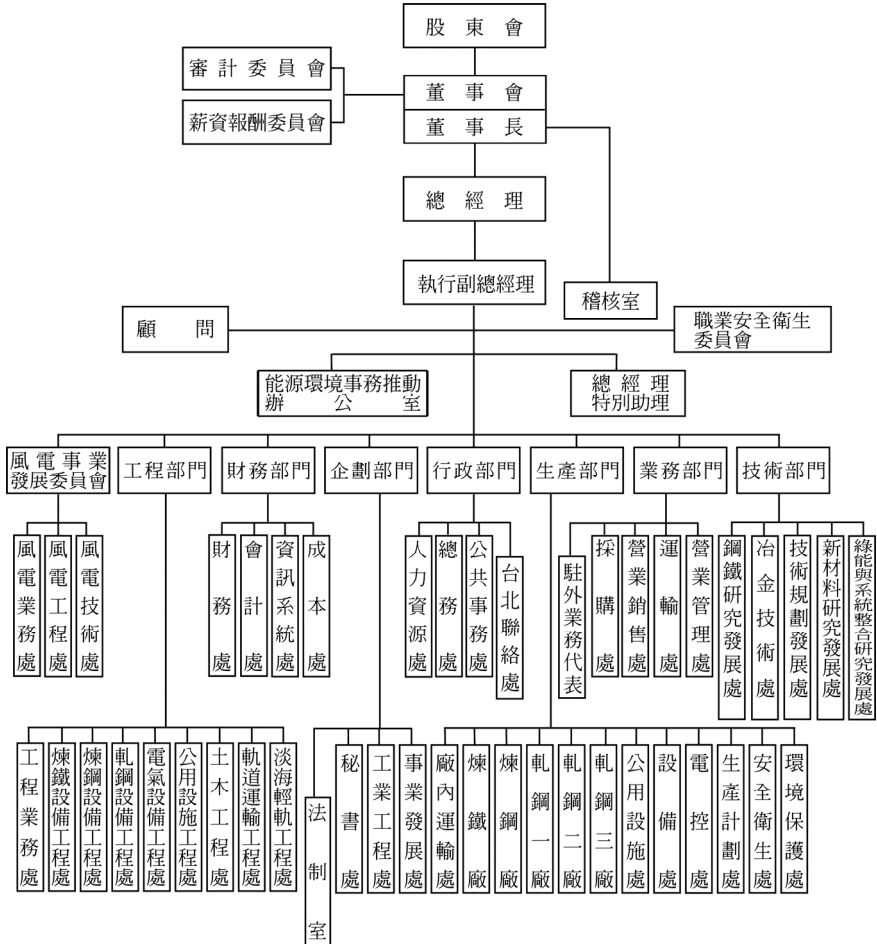 股東會
審計委員會
薪資報酬委員會
董事會
董事長
總經理
執行副總經理
稽核室
顧問
職業安全衛生
委員會
能源環境事務推動
辦公室
總經理
特別助理
風電事業
發展委員會
工程部門
財務部門
企劃部門
行政部門
生產部門
業務部門
技術部門
風電業務處
風電工程處
風電技術處
財務處
會計處
資訊系統處
成本處
人力資源處
總務處
公共事務處
台北聯絡處
駐外業務代表
採購處
營業銷售處
運輸處
營業管理處
鋼鐵研究發展處
冶金技術處
技術規劃發展處
新材料研究發展處
綠能與系統整合研究發展處
工程業務處
煉鐵設備工程處
煉鋼設備工程處
軋鋼設備工程處
電氣設備工程處
公用設施工程處
土木工程處
軌道運輸工程處
淡海輕軌工程處
法制室
秘書處
工業工程處
事業發展處
廠內運輸處
煉鐵廠
煉鋼廠
軋鋼一廠
軋鋼二廠
軋鋼三廠
公用設施處
設備處
電控處
生產計劃處
安全衛生處
環境保護處